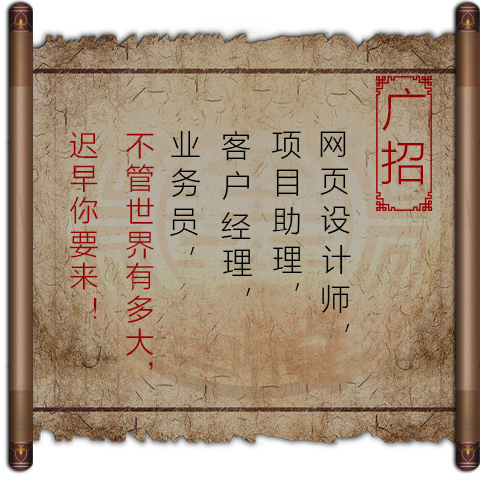 广招
网页设计师，
项目助理，
客户经理，
业务员，
不管世界有多大，
迟早你要来！